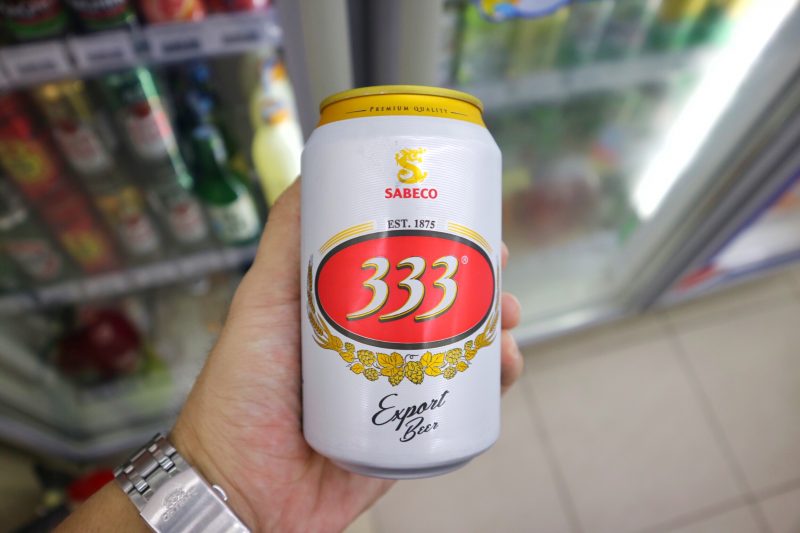 PREMIUM QUALITY
SABECO
EST. 1875
333®
Export
Beer